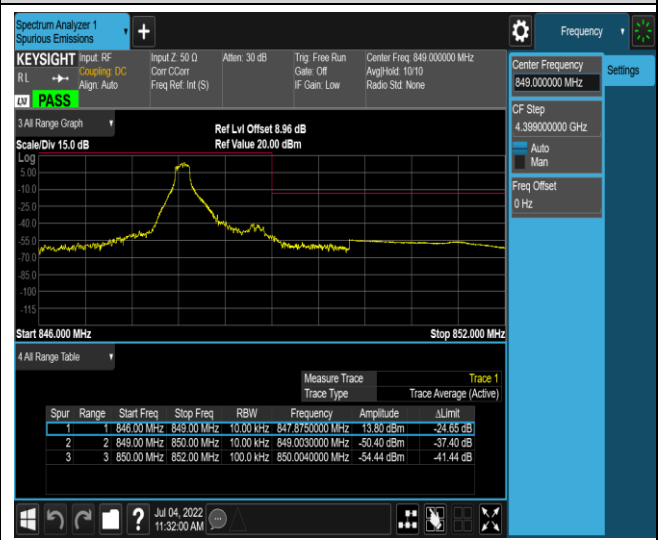 Spectrum Analyzer 1
Spurious Emissions
Frequency
KEYSIGHT
RL
Input: RF
Coupling: DC
Align: Auto
Input Z: 50 Ω
Corr CCorr
Freq Ref: Int (S)
Atten: 30 dB
Trig: Free Run
Gate: Off
IF Gain: Low
Center Freq: 849.000000 MHz
Avg|Hold: 10/10
Radio Std: None
LXI PASS
3 All Range Graph
Ref Lvl Offset 8.96 dB
Scale/Div 15.0 dB
Ref Value 20.00 dBm
Log
5.00
-10.0
-25.0
-40.0
-55.0
-70.0
-85.0
-100
-115
Start 846.000 MHz
Stop 852.000 MHz
4 All Range Table
Measure Trace Trace 1
Trace Type Trace Average (Active)
Spur Range Start Freq Stop Freq RBW Frequency Amplitude ΔLimit
1 1 846.00 MHz 849.00 MHz 10.00 kHz 847.8750000 MHz 13.80 dBm -24.65 dB
2 2 849.00 MHz 850.00 MHz 10.00 kHz 849.0030000 MHz -50.40 dBm -37.40 dB
3 3 850.00 MHz 852.00 MHz 100.0 kHz 850.0040000 MHz -54.44 dBm -41.44 dB
Jul 04, 2022
11:32:00 AM
Center Frequency
849.000000 MHz
Settings
CF Step
4.399000000 GHz
Auto
Man
Freq Offset
0 Hz